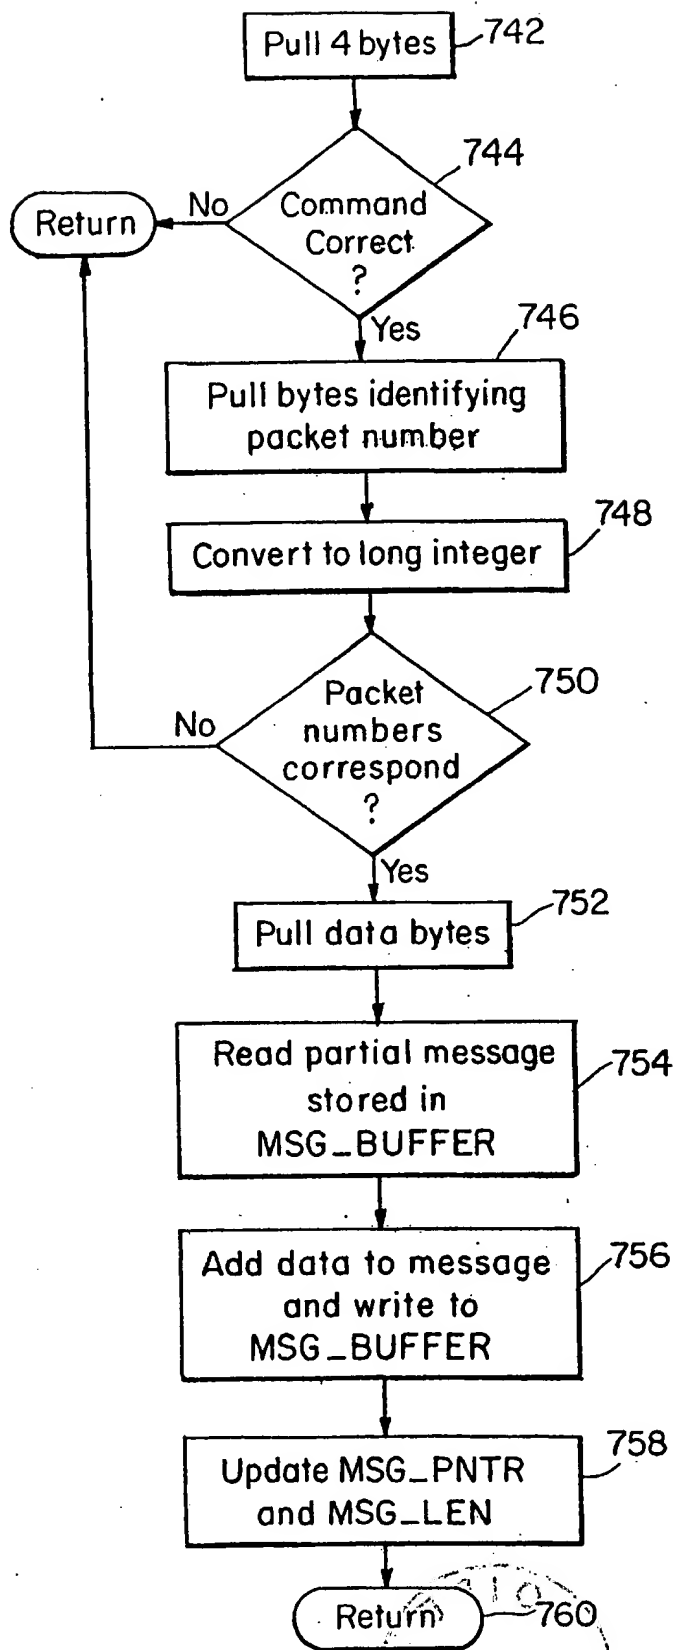 Pull 4 bytes
742
744
Command
Correct
?
No
Return
Yes
746
Pull bytes identifying
packet number
748
Convert to long integer
750
Packet
numbers
correspond
?
No
Yes
752
Pull data bytes
754
Read partial message
stored in
MSG_BUFFER
756
Add data to message
and write to
MSG_BUFFER
758
Update MSG_PNTR
and MSG_LEN
Return
760